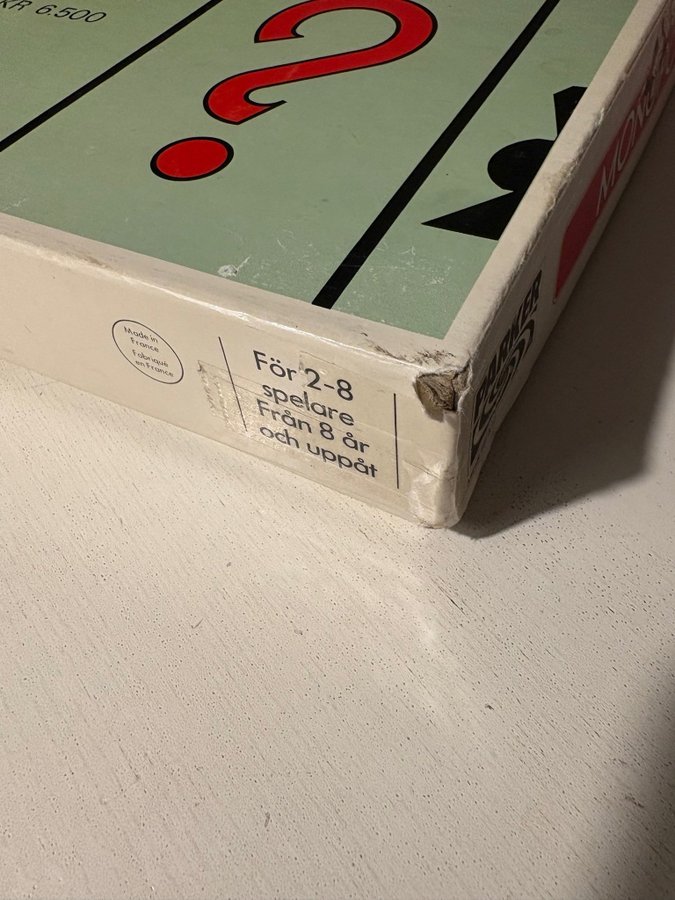 KR 6.500
?
MONO
PARKER
Made in
France
Fabriqué
en France
För 2-8
spelare
Från 8 år
och uppåt